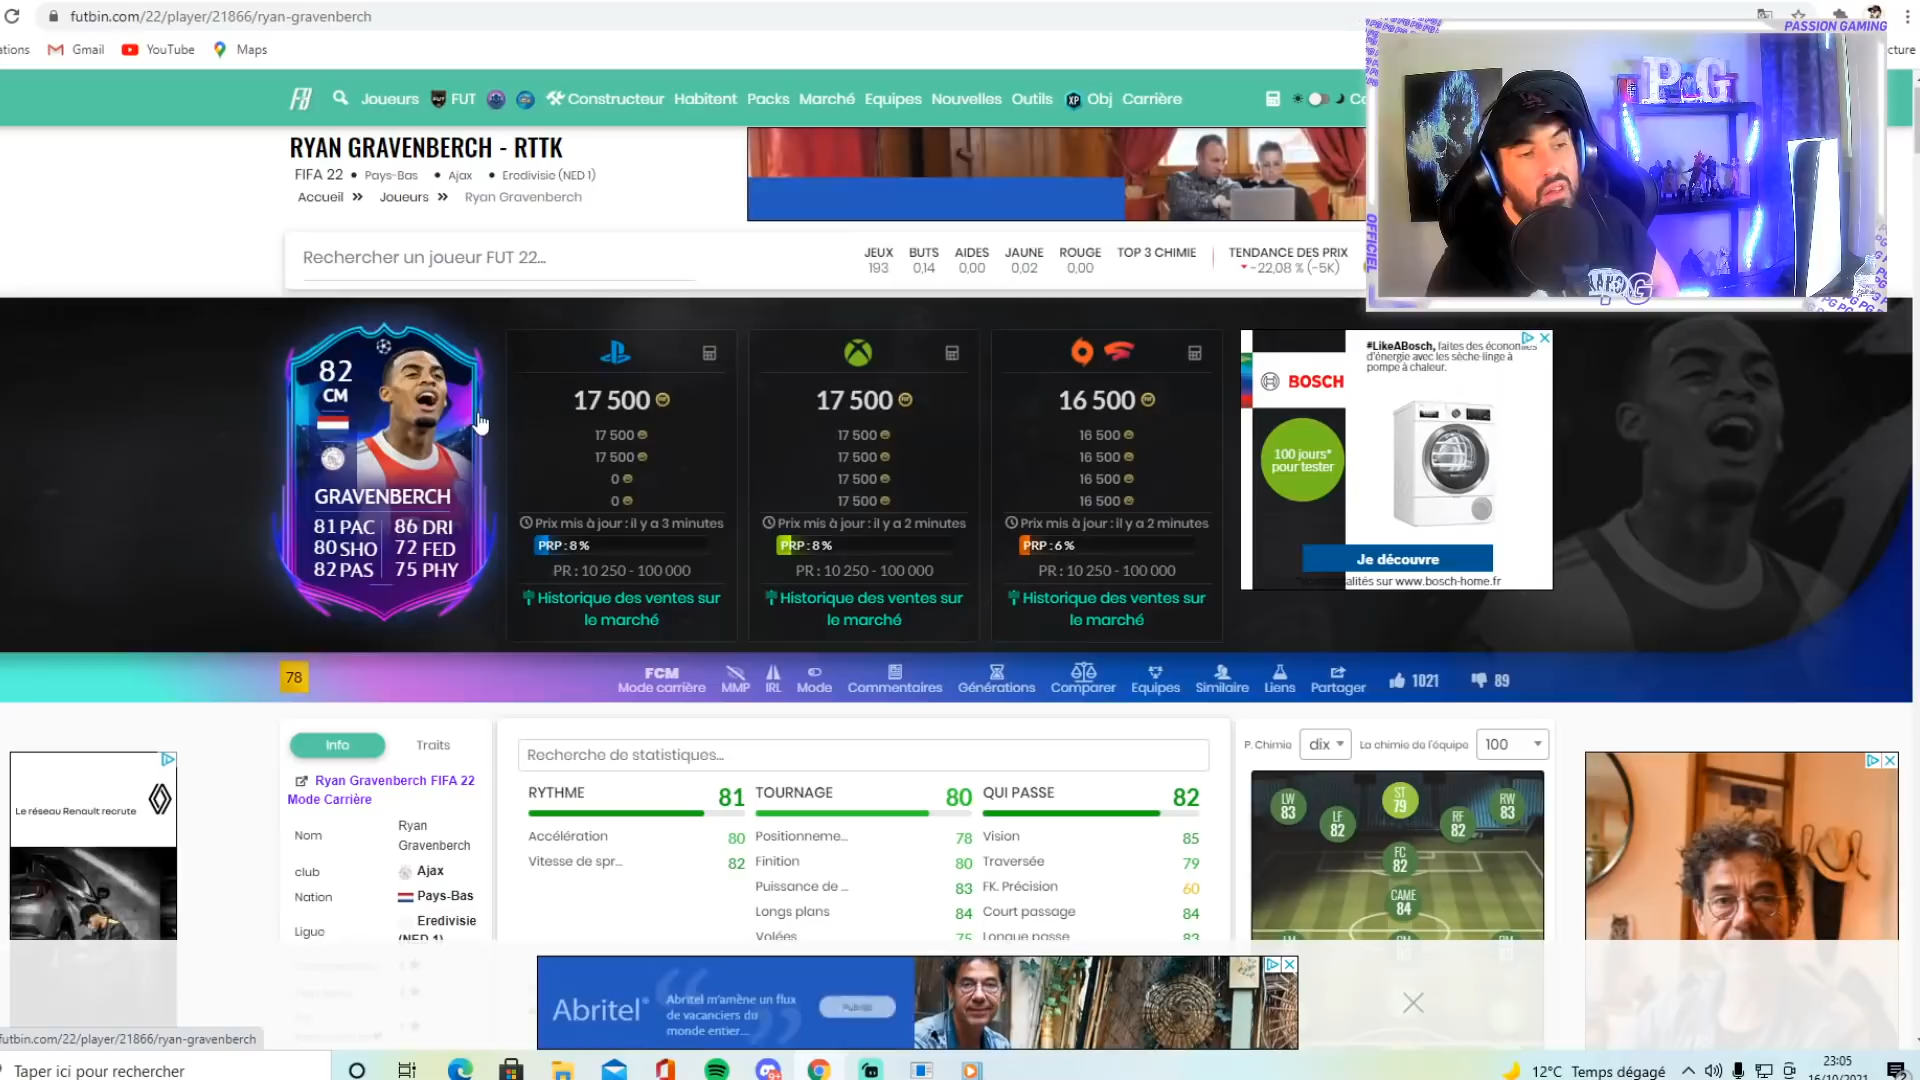 futbin.com/22/player/21866/ryan-gravenberch
ations
Gmail
YouTube
Maps
cture
PASSION GAMING
OFFICIEL
PG
Joueurs
FUT
Constructeur
Habitent
Packs
Marché
Equipes
Nouvelles
Outils
XP
Obj
Carrière
RYAN GRAVENBERCH - RTTK
FIFA 22 • Pays-Bas • Ajax • Eredivisie (NED 1)
Accueil » Joueurs » Ryan Gravenberch
Rechercher un joueur FUT 22...
JEUX
193
BUTS
0,14
AIDES
0,00
JAUNE
0,02
ROUGE
0,00
TOP 3 CHIMIE
TENDANCE DES PRIX
-22,08 % (-5K)
82
CM
GRAVENBERCH
81 PAC 86 DRI
80 SHO 72 FED
82 PAS 75 PHY
17 500
17 500
17 500
0
0
Prix mis à jour : il y a 3 minutes
PRP : 8 %
PR : 10 250 - 100 000
Historique des ventes sur
le marché
17 500
17 500
17 500
17 500
17 500
Prix mis à jour : il y a 2 minutes
PRP : 8 %
PR : 10 250 - 100 000
Historique des ventes sur
le marché
16 500
16 500
16 500
16 500
16 500
Prix mis à jour : il y a 2 minutes
PRP : 6 %
PR : 10 250 - 100 000
Historique des ventes sur
le marché
#LikeABosch, faites des économies
d'énergie avec les sèche-linge à
pompe à chaleur.
BOSCH
100 jours*
pour tester
Je découvre
alités sur www.bosch-home.fr
78
FCM
Mode carrière
MMP
IRL
Mode
Commentaires
Générations
Comparer
Equipes
Similaire
Liens
Partager
1021
89
Info
Traits
Ryan Gravenberch FIFA 22
Mode Carrière
Nom
Ryan
Gravenberch
club
Ajax
Nation
Pays-Bas
Ligue
Eredivisie
(NED 1)
Recherche de statistiques...
RYTHME 81
Accélération 80
Vitesse de spr... 82
TOURNAGE 80
Positionneme... 78
Finition 80
Puissance de ... 83
Longs plans 84
Volées 75
QUI PASSE 82
Vision 85
Traversée 79
FK. Précision 60
Court passage 84
Longue passe 83
P. Chimie
dix
La chimie de l'équipe
100
LW
83
LF
82
ST
79
RF
82
RW
83
FC
82
CAME
84
Le réseau Renault recrute
Abritel
Abritel m'amène un flux
de vacanciers du
monde entier...
futbin.com/22/player/21866/ryan-gravenberch
Taper ici pour rechercher
12°C Temps dégagé
23:05
16/10/2021